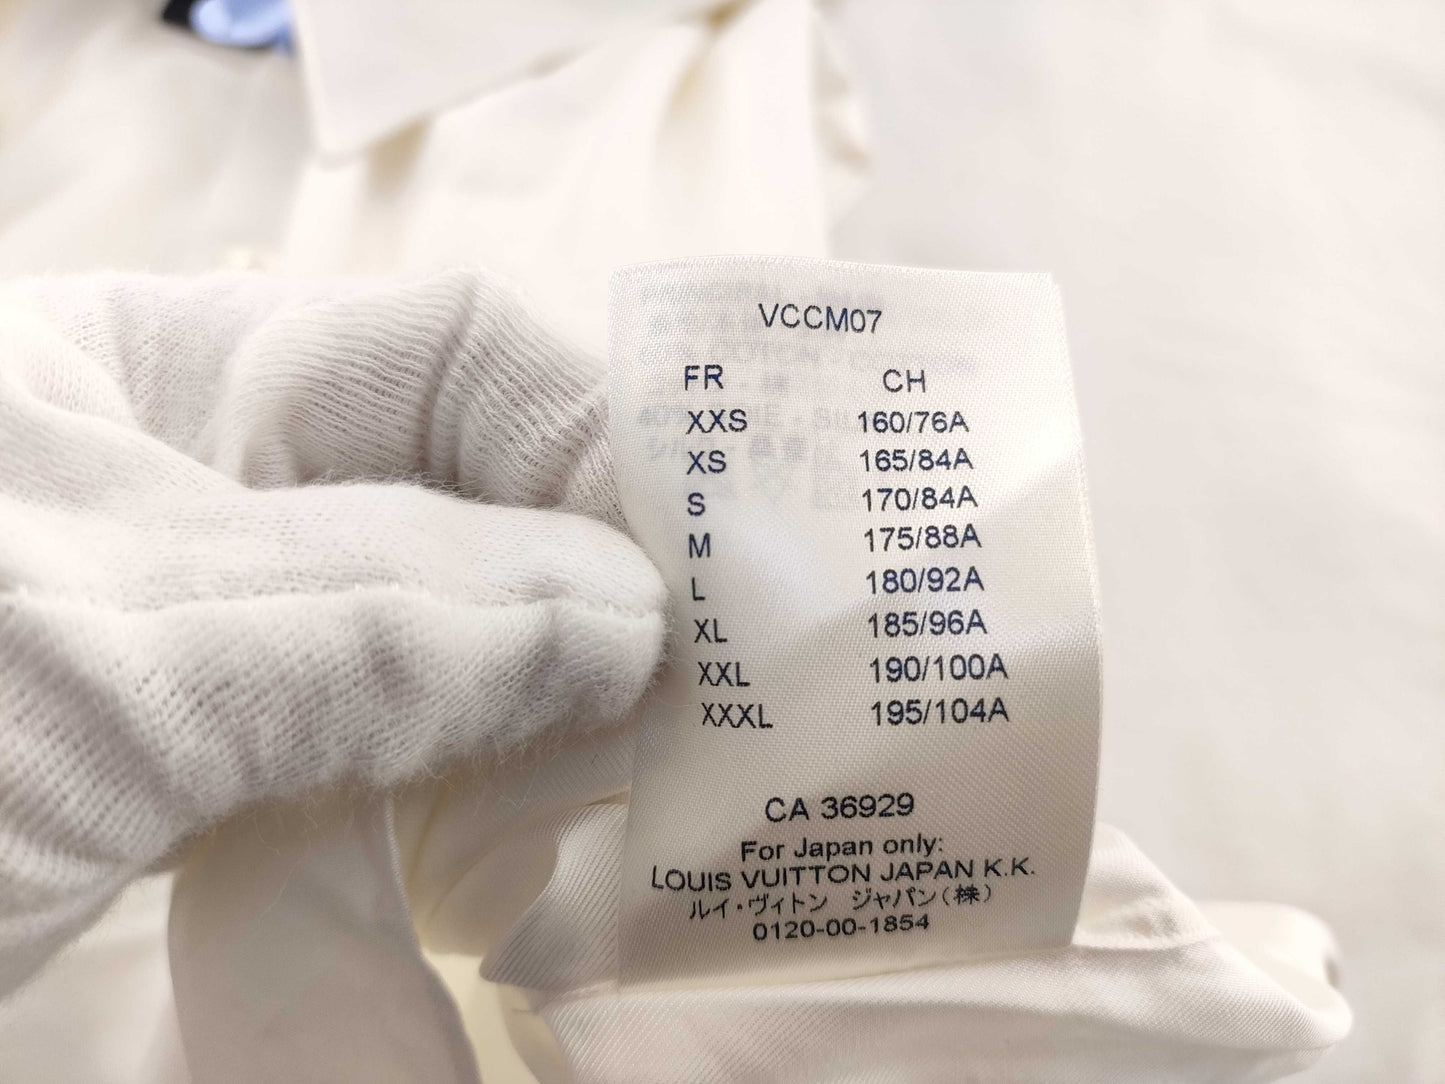 VCCM07
FR CH
XXS 160/76A
XS 165/84A
S 170/84A
M 175/88A
L 180/92A
XL 185/96A
XXL 190/100A
XXXL 195/104A
CA 36929
For Japan only:
LOUIS VUITTON JAPAN K.K.
ルイ・ヴィトン ジャパン(株)
0120-00-1854